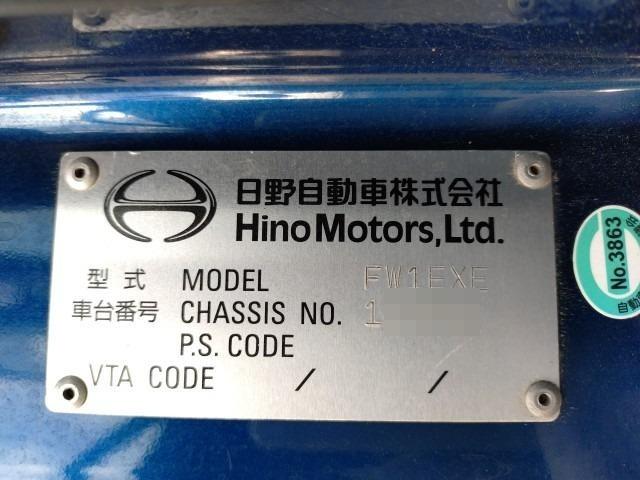 日野自動車株式会社
Hino Motors, Ltd.
型式 MODEL FW1EXE
車台番号 CHASSIS NO. 1
P.S. CODE
VTA CODE / /
No.3863